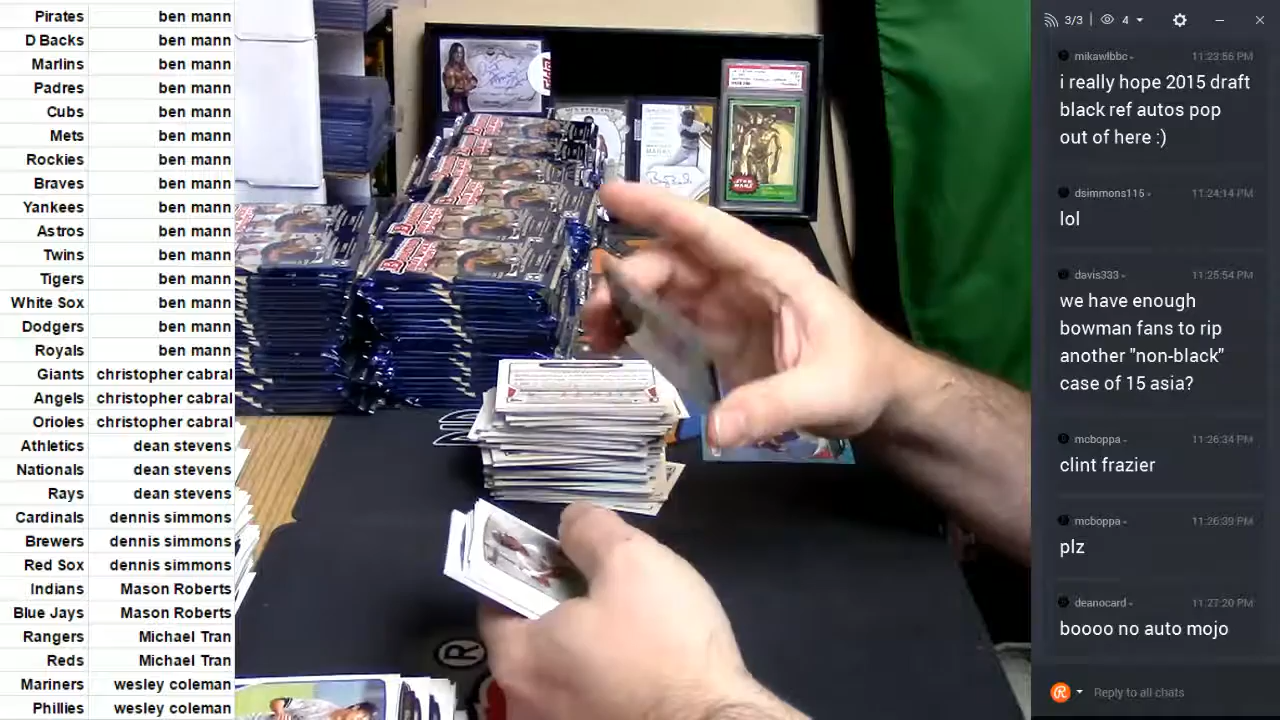 Pirates ben mann
D Backs ben mann
Marlins ben mann
Padres ben mann
Cubs ben mann
Mets ben mann
Rockies ben mann
Braves ben mann
Yankees ben mann
Astros ben mann
Twins ben mann
Tigers ben mann
White Sox ben mann
Dodgers ben mann
Royals ben mann
Giants christopher cabral
Angels christopher cabral
Orioles christopher cabral
Athletics dean stevens
Nationals dean stevens
Rays dean stevens
Cardinals dennis simmons
Brewers dennis simmons
Red Sox dennis simmons
Indians Mason Roberts
Blue Jays Mason Roberts
Rangers Michael Tran
Reds Michael Tran
Mariners wesley coleman
Phillies wesley coleman
STAR
WARS
®
3/3 4
mikawlbbc 11:23:56 PM
i really hope 2015 draft
black ref autos pop
out of here :)
dsimmons115 11:24:14 PM
lol
davis333 11:25:54 PM
we have enough
bowman fans to rip
another "non-black"
case of 15 asia?
mcboppa 11:26:34 PM
clint frazier
mcboppa 11:26:39 PM
plz
deanocard 11:27:20 PM
boooo no auto mojo
Reply to all chats